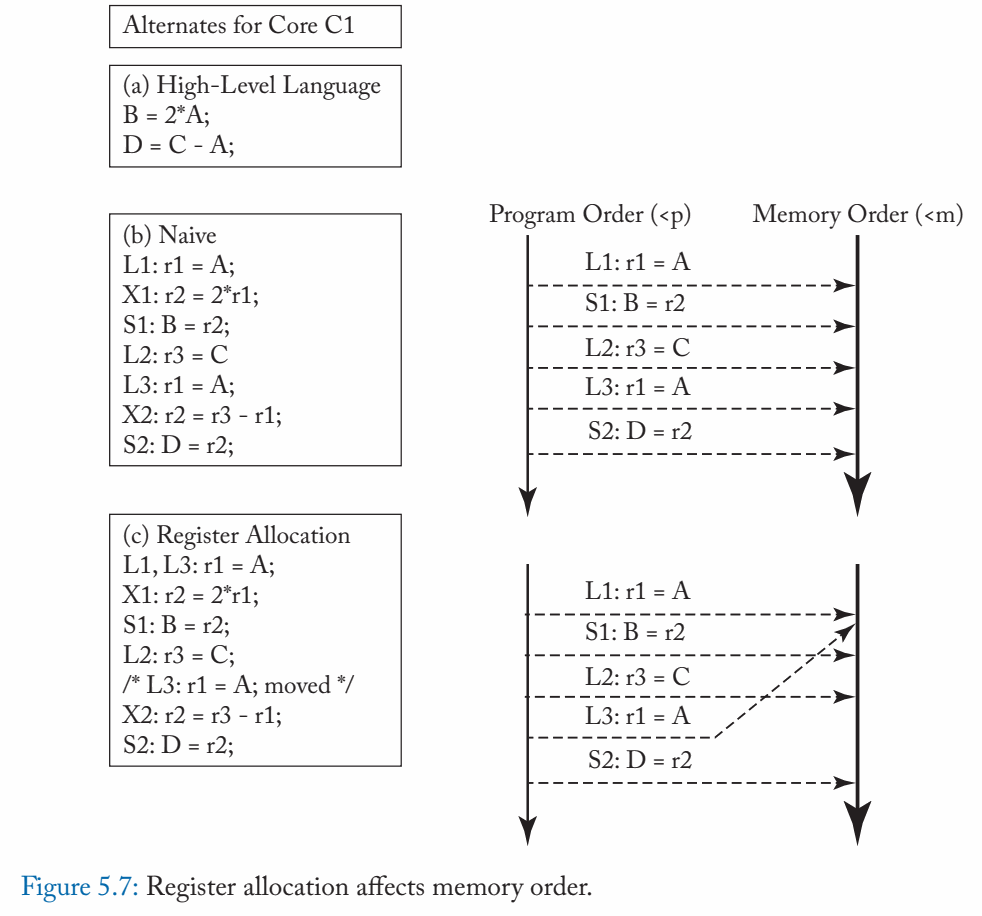 Alternates for Core C1
(a) High-Level Language
B = 2*A;
D = C - A;
(b) Naive
L1: r1 = A;
X1: r2 = 2*r1;
S1: B = r2;
L2: r3 = C
L3: r1 = A;
X2: r2 = r3 - r1;
S2: D = r2;
Program Order (<p)
Memory Order (<m)
L1: r1 = A
S1: B = r2
L2: r3 = C
L3: r1 = A
S2: D = r2
(c) Register Allocation
L1, L3: r1 = A;
X1: r2 = 2*r1;
S1: B = r2;
L2: r3 = C;
/* L3: r1 = A; moved */
X2: r2 = r3 - r1;
S2: D = r2;
L1: r1 = A
S1: B = r2
L2: r3 = C
L3: r1 = A
S2: D = r2
Figure 5.7: Register allocation affects memory order.